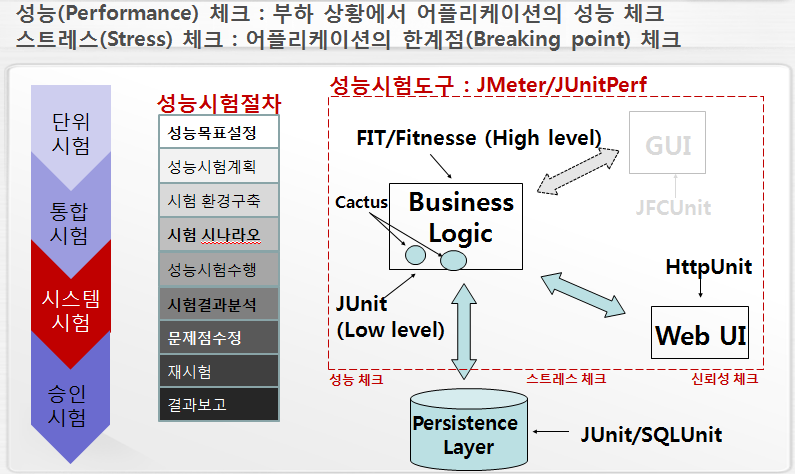 성능(Performance) 체크 : 부하 상황에서 어플리케이션의 성능 체크
스트레스(Stress) 체크 : 어플리케이션의 한계점(Breaking point) 체크
단위
시험
통합
시험
시스템
시험
승인
시험
성능시험절차
성능목표설정
성능시험계획
시험 환경구축
시험 시나라오
성능시험수행
시험결과분석
문제점수정
재시험
결과보고
성능시험도구 : JMeter/JUnitPerf
FIT/Fitnesse (High level)
GUI
JFCUnit
Cactus
Business
Logic
JUnit
(Low level)
HttpUnit
Web UI
성능 체크
스트레스 체크
신뢰성 체크
Persistence
Layer
JUnit/SQLUnit